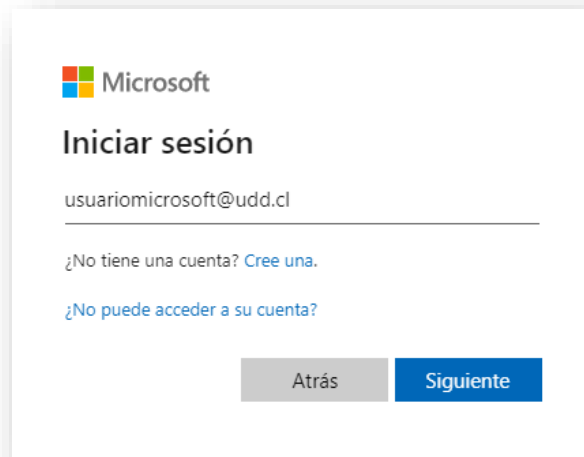 Microsoft
Iniciar sesión
usuariomicrosoft@udd.cl
¿No tiene una cuenta? Cree una.
¿No puede acceder a su cuenta?
Atrás Siguiente